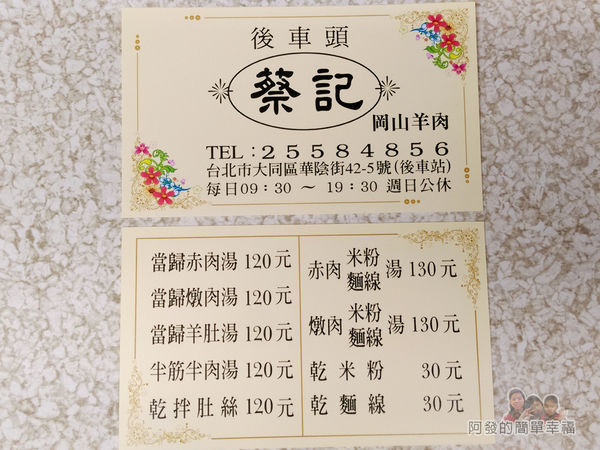 後車頭
蔡記
岡山羊肉
TEL：25584856
台北市大同區華陰街42-5號(後車站)
每日09：30 ～ 19：30 週日公休
當歸赤肉湯 120元
當歸燉肉湯 120元
當歸羊肚湯 120元
半筋半肉湯 120元
乾拌肚絲 120元
赤肉 米粉 麵線 湯 130元
燉肉 米粉 麵線 湯 130元
乾米粉 30元
乾麵線 30元
阿發的簡單幸福